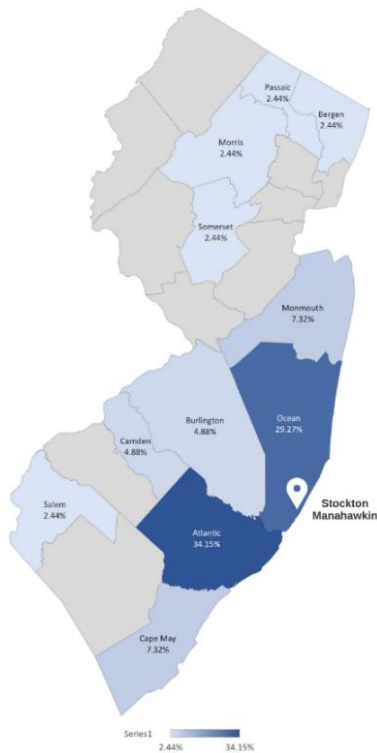 Passaic
2.44%
Bergen
2.44%
Morris
2.44%
Somerset
2.44%
Monmouth
7.32%
Ocean
29.27%
Burlington
4.88%
Camden
4.88%
Stockton
Manahawkin
Salem
2.44%
Atlantic
34.15%
Cape May
7.32%
Series1
2.44% 34.15%